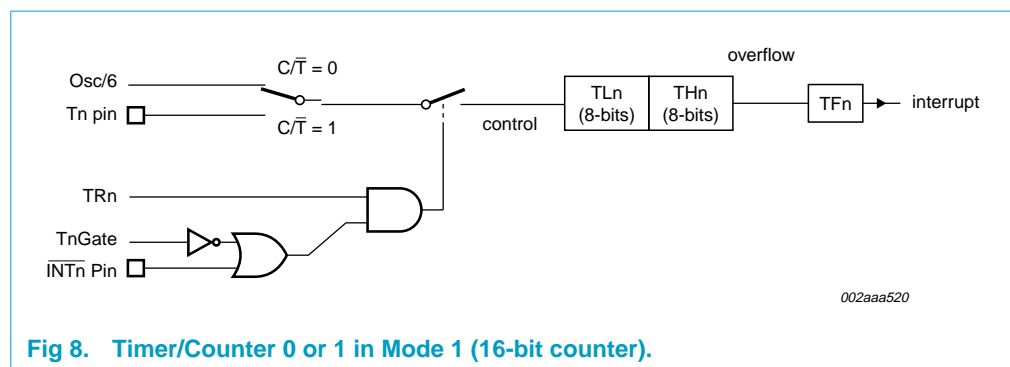 overflow
C/T̅ = 0
Osc/6
Tn pin
C/T̅ = 1
control
TLn
(8-bits)
THn
(8-bits)
TFn
interrupt
TRn
TnGate
I̅N̅T̅n̅ Pin
002aaa520
Fig 8. Timer/Counter 0 or 1 in Mode 1 (16-bit counter).